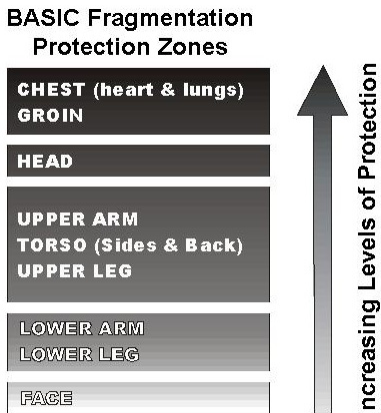 BASIC Fragmentation
Protection Zones
CHEST (heart & lungs)
GROIN
HEAD
UPPER ARM
TORSO (Sides & Back)
UPPER LEG
LOWER ARM
LOWER LEG
FACE
Increasing Levels of Protection